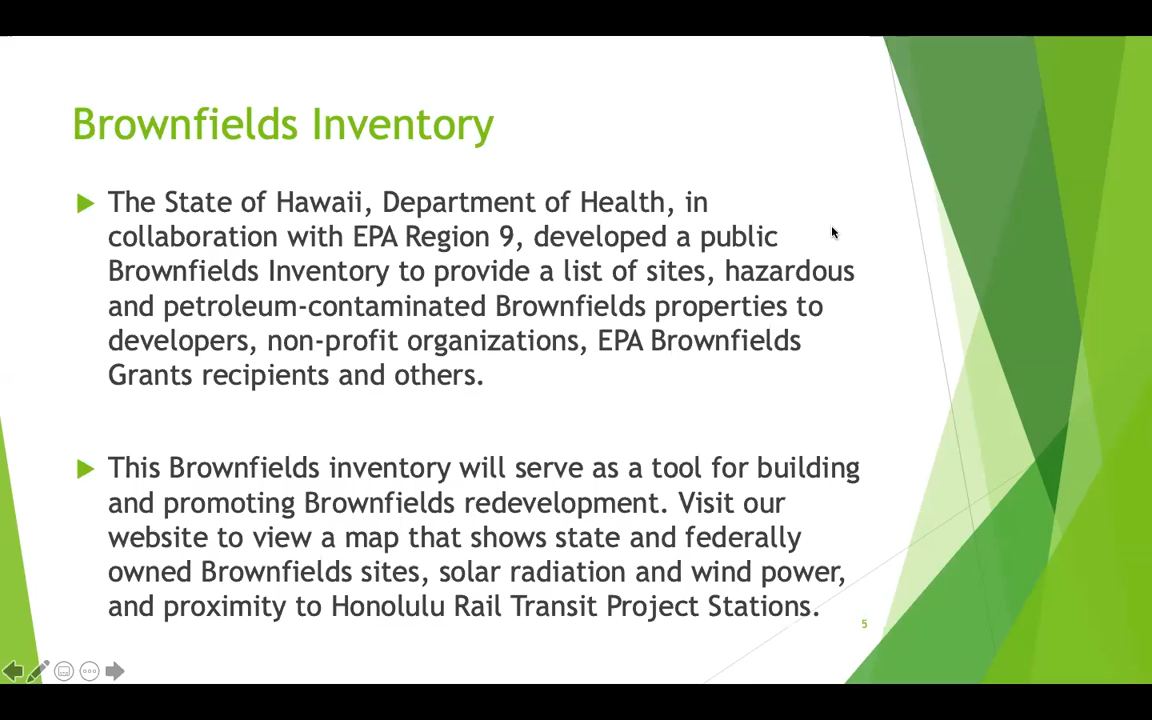 Brownfields Inventory
The State of Hawaii, Department of Health, in
collaboration with EPA Region 9, developed a public
Brownfields Inventory to provide a list of sites, hazardous
and petroleum-contaminated Brownfields properties to
developers, non-profit organizations, EPA Brownfields
Grants recipients and others.
This Brownfields inventory will serve as a tool for building
and promoting Brownfields redevelopment. Visit our
website to view a map that shows state and federally
owned Brownfields sites, solar radiation and wind power,
and proximity to Honolulu Rail Transit Project Stations.
5